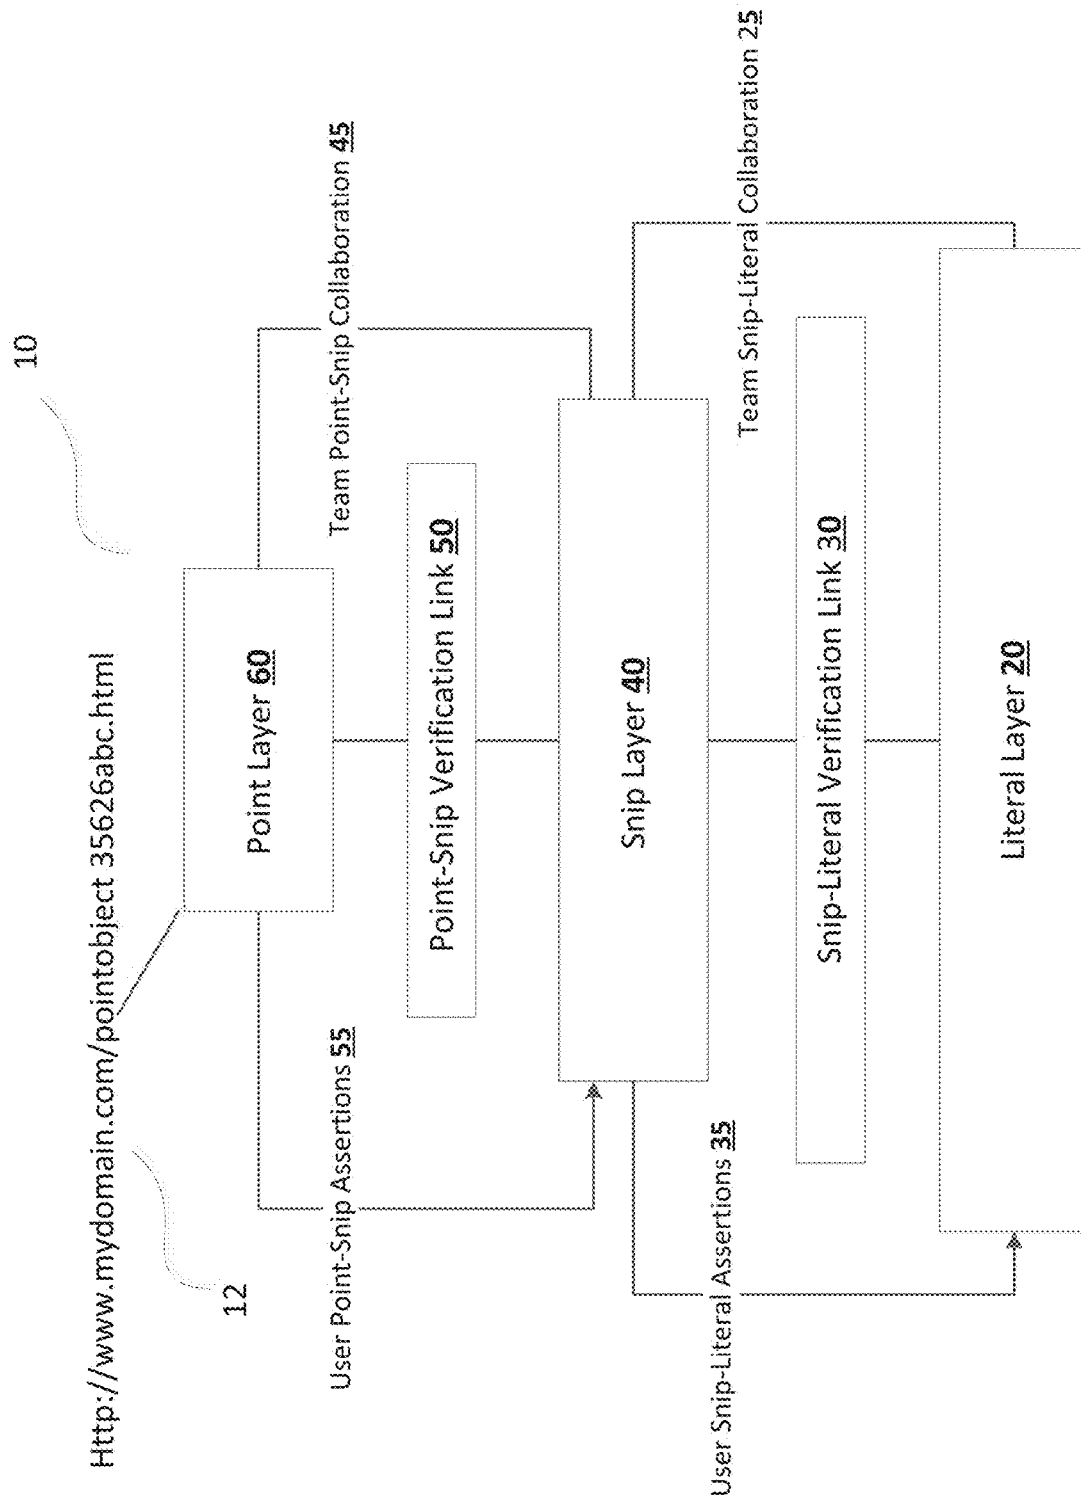 10
Http://www.mydomain.com/pointobject 35626abc.html
12
Point Layer 60
User Point-Snip Assertions 55
Team Point-Snip Collaboration 45
Point-Snip Verification Link 50
Snip Layer 40
User Snip-Literal Assertions 35
Team Snip-Literal Collaboration 25
Snip-Literal Verification Link 30
Literal Layer 20